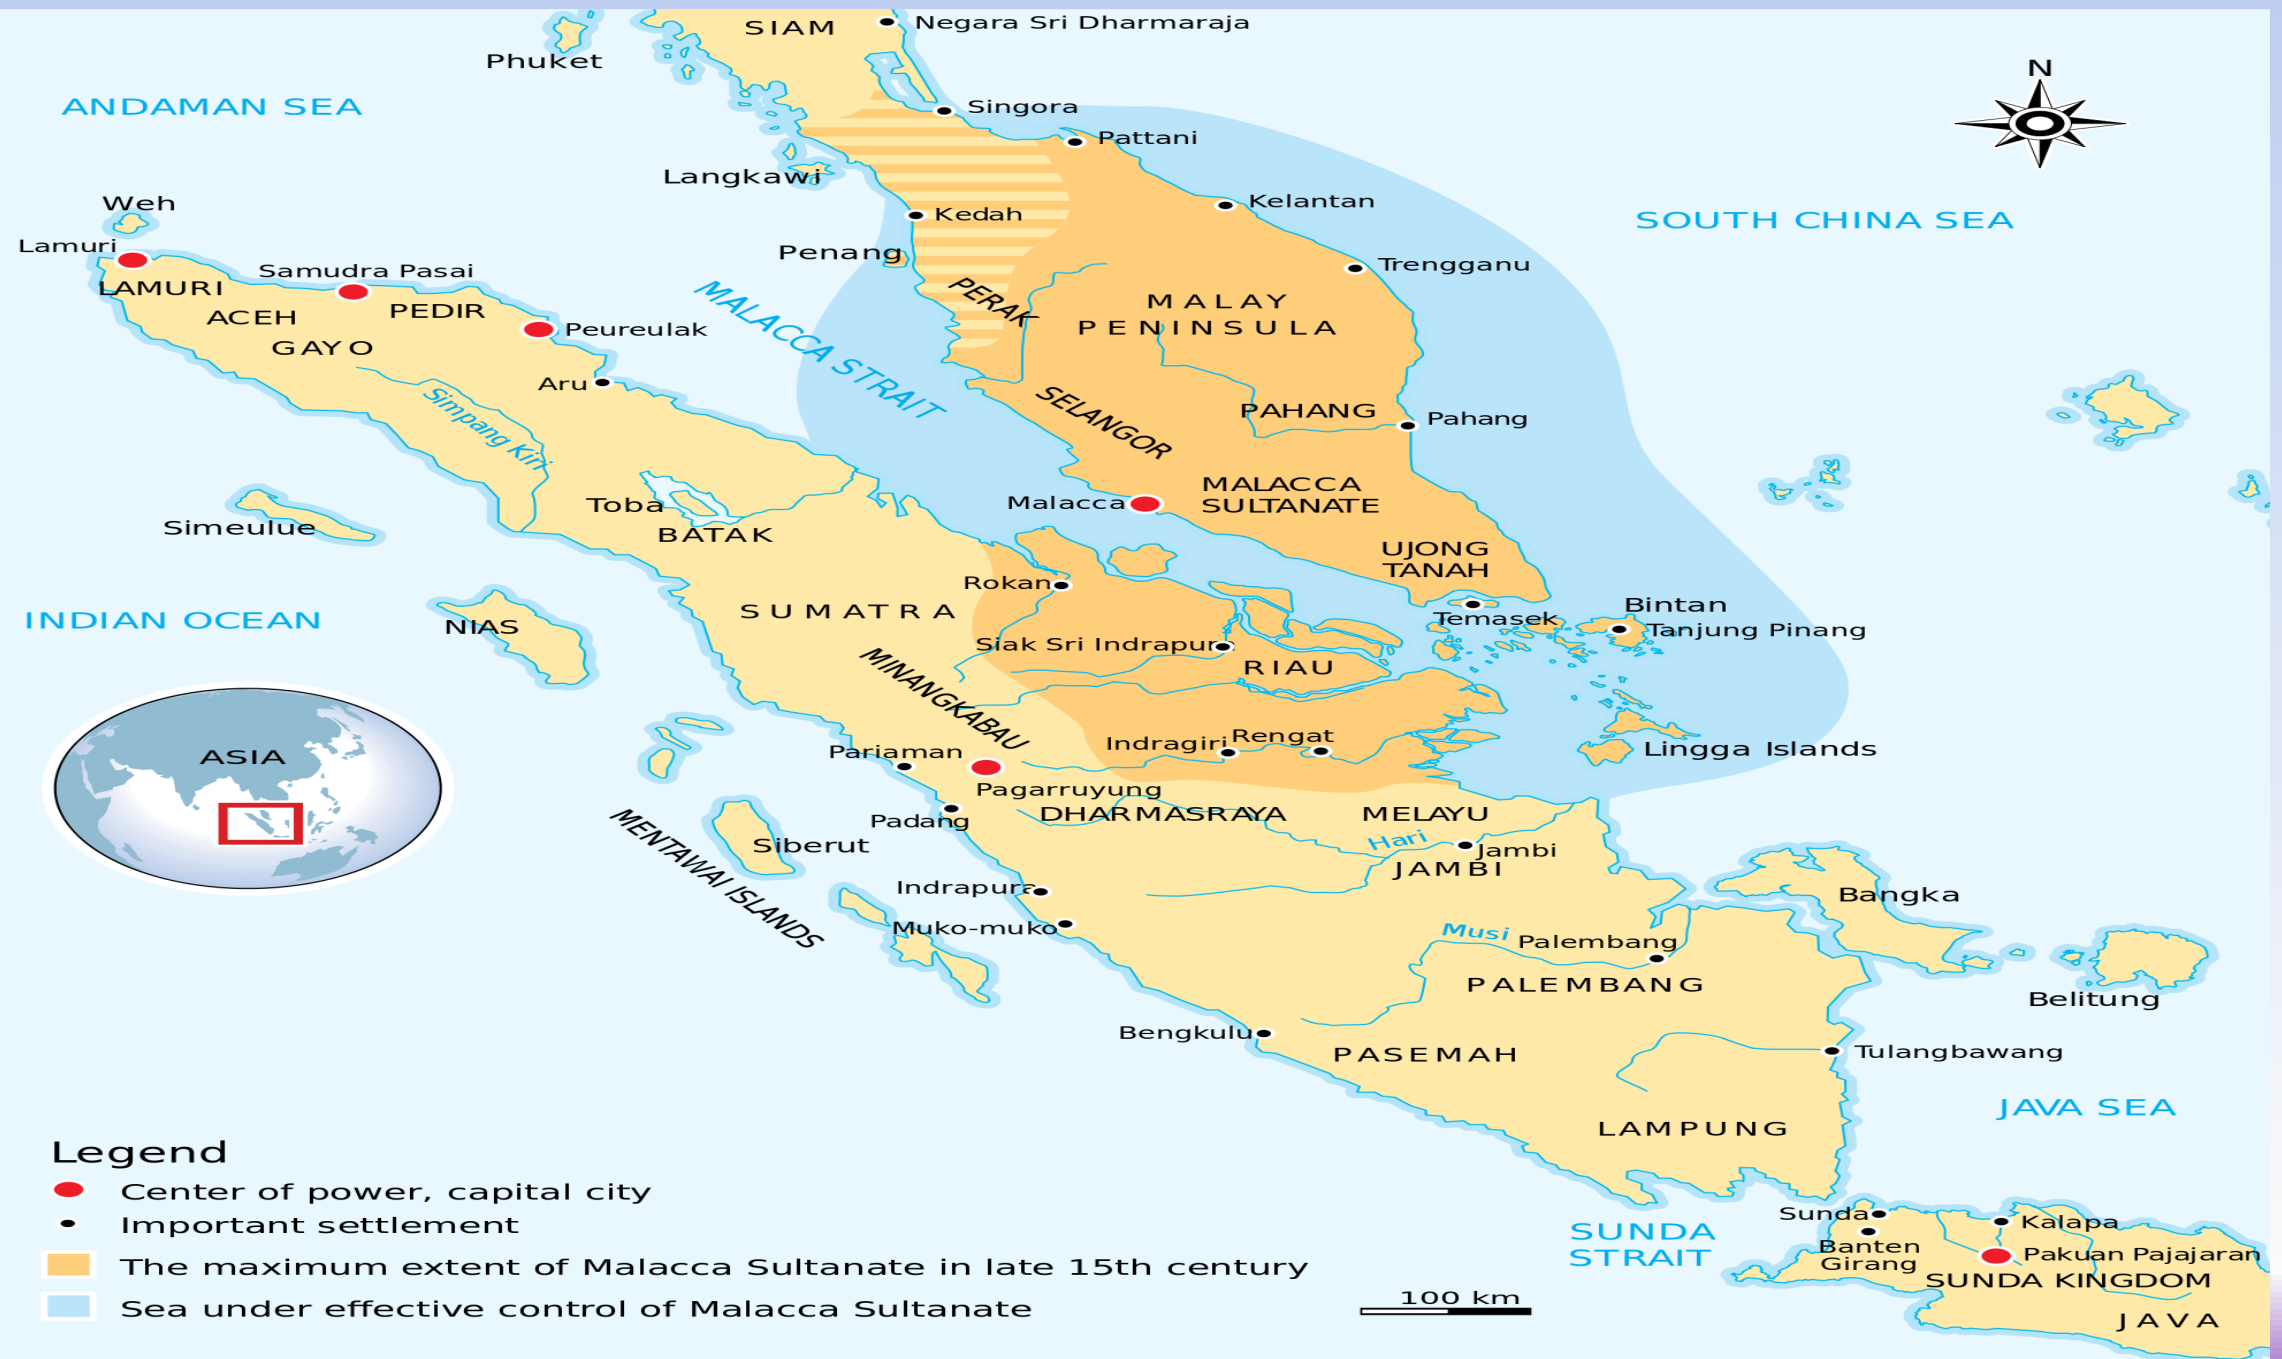 SIAM
Negara Sri Dharmaraja
Phuket
N
ANDAMAN SEA
Singora
Pattani
Langkawi
Weh
Kedah
Kelantan
SOUTH CHINA SEA
Lamuri
Penang
Trengganu
Samudra Pasai
LAMURI
PERAK
MALAY
PENINSULA
MALACCA STRAIT
ACEH
PEDIR
Peureulak
GAYO
Aru
Simpang Kiri
SELANGOR
PAHANG
Pahang
MALACCA
SULTANATE
Malacca
Toba
Simeulue
BATAK
UJONG
TANAH
Rokan
Temasek
Bintan
Tanjung Pinang
INDIAN OCEAN
NIAS
SUMATRA
Siak Sri Indrapur
RIAU
MINANGKABAU
Indragiri
Rengat
Lingga Islands
ASIA
Pariaman
Pagarruyung
DHARMASRAYA
MELAYU
Padang
Hari
Jambi
JAMBI
Siberut
MENTAWAI ISLANDS
Indrapura
Bangka
Muko-muko
Musi
Palembang
PALEMBANG
Belitung
Bengkulu
PASEMAH
Tulangbawang
JAVA SEA
LAMPUNG
Legend
Center of power, capital city
Important settlement
The maximum extent of Malacca Sultanate in late 15th century
Sea under effective control of Malacca Sultanate
100 km
SUNDA
STRAIT
Sunda
Kalapa
Banten
Girang
Pakuan Pajajaran
SUNDA KINGDOM
JAVA